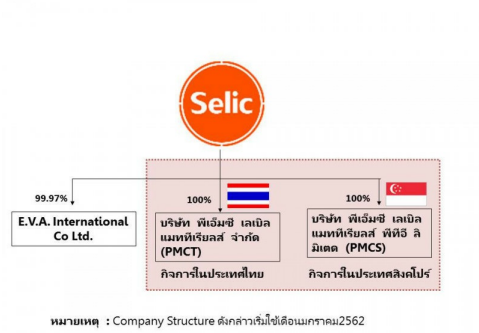 Selic
99.97%
100%
100%
E.V.A. International
Co Ltd.
บริษัท พีเอ็มซี เลเบิล
แมททีเรียลส์ จำกัด
(PMCT)
บริษัท พีเอ็มซี เลเบิล
แมททีเรียลส์ พีทีอี ลิ
มิเตด (PMCS)
กิจการในประเทศไทย
กิจการในประเทศสิงคโปร์
หมายเหตุ : Company Structure ดังกล่าวเริ่มใช้เดือนมกราคม2562